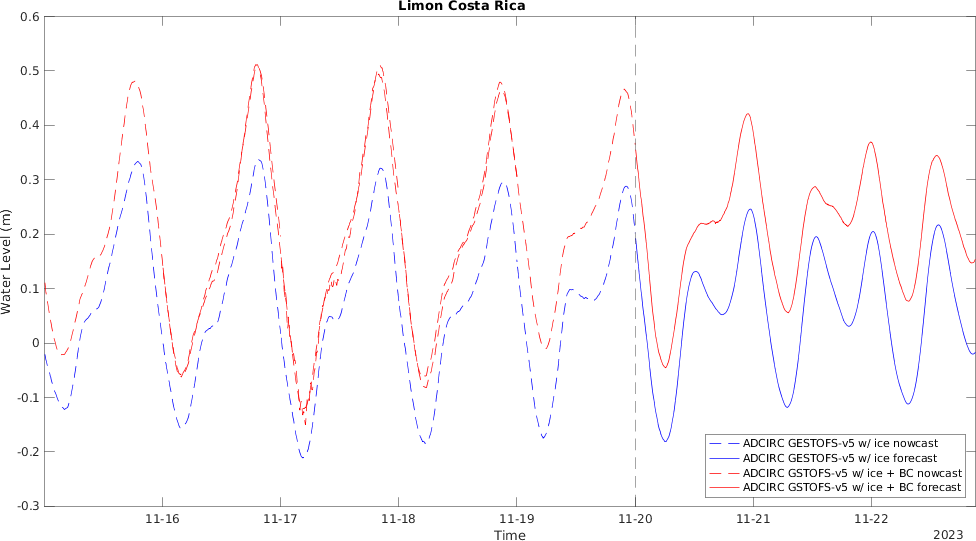 Limon Costa Rica
Water Level (m)
0.6
0.5
0.4
0.3
0.2
0.1
0
-0.1
-0.2
-0.3
11-16
11-17
11-18
11-19
11-20
11-21
11-22
Time
2023
ADCIRC GESTOFS-v5 w/ ice nowcast
ADCIRC GESTOFS-v5 w/ ice forecast
ADCIRC GSTOFS-v5 w/ ice + BC nowcast
ADCIRC GSTOFS-v5 w/ ice + BC forecast